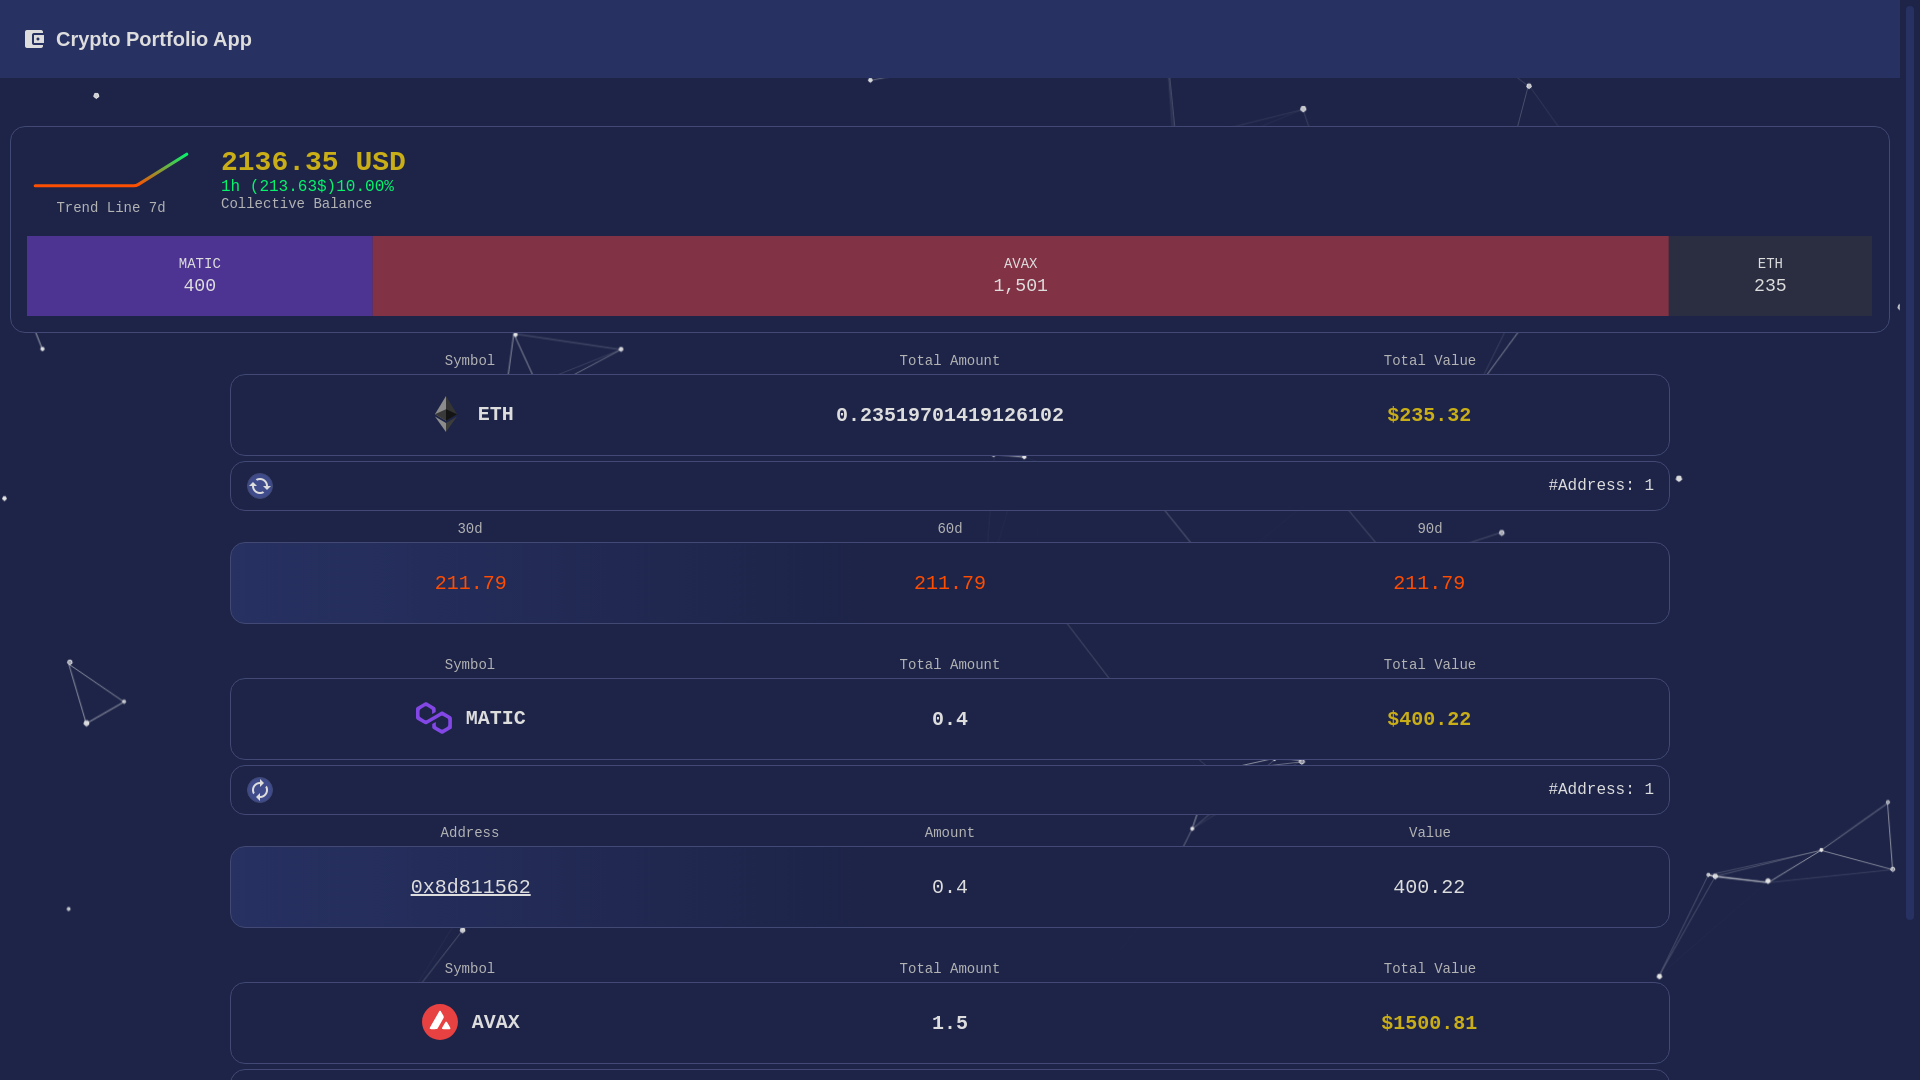 Crypto Portfolio App
2136.35 USD
1h (213.63$)10.00%
Collective Balance
Trend Line 7d
MATIC AVAX ETH
400 1,501 235
Symbol Total Amount Total Value
ETH 0.23519701419126102 $235.32
#Address: 1
30d 60d 90d
211.79 211.79 211.79
Symbol Total Amount Total Value
MATIC 0.4 $400.22
#Address: 1
Address Amount Value
0x8d811562 0.4 400.22
Symbol Total Amount Total Value
AVAX 1.5 $1500.81